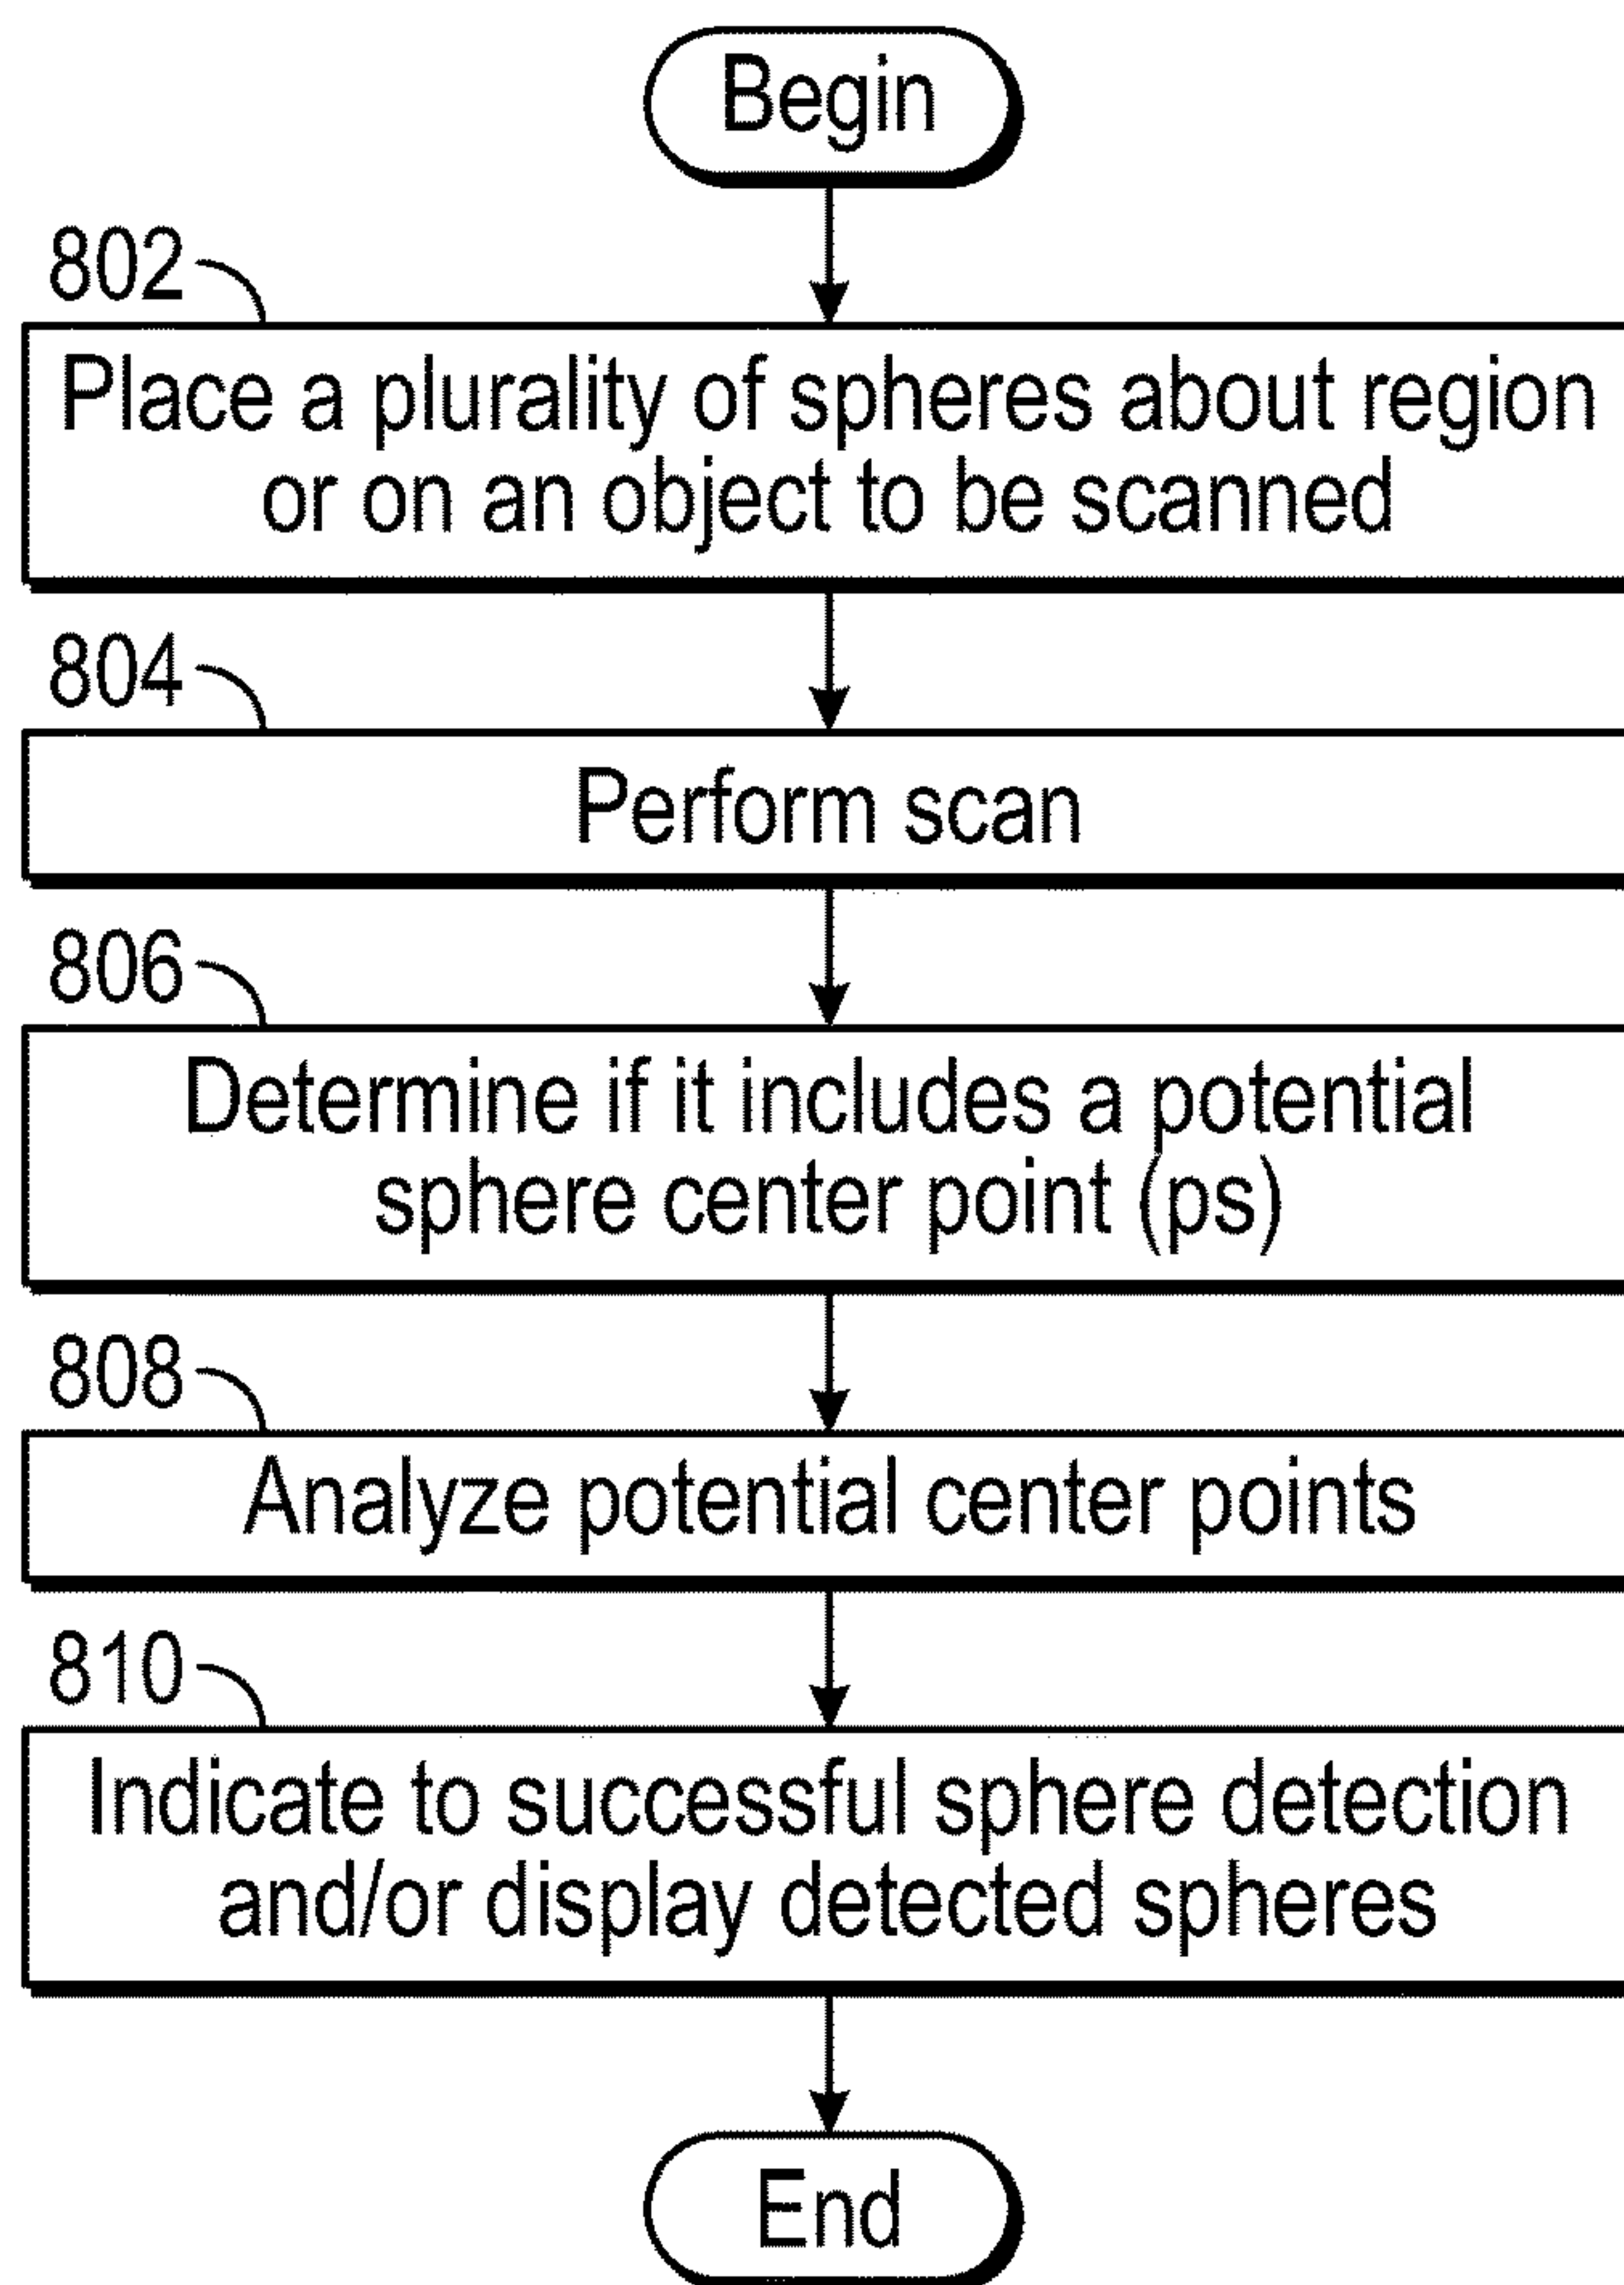 Begin
802
Place a plurality of spheres about region
or on an object to be scanned
804
Perform scan
806
Determine if it includes a potential
sphere center point (ps)
808
Analyze potential center points
810
Indicate to successful sphere detection
and/or display detected spheres
End